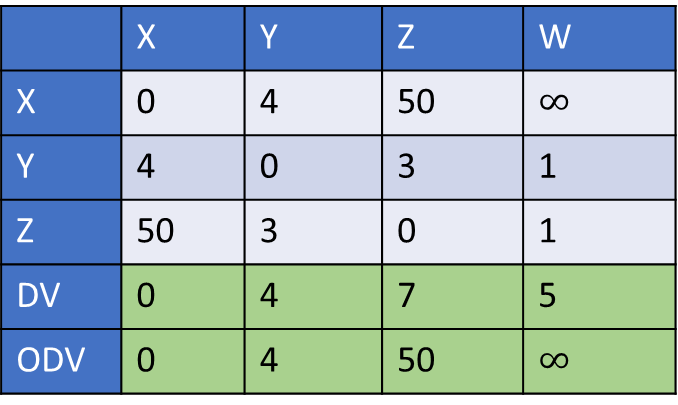 X Y Z W
X 0 4 50 ∞
Y 4 0 3 1
Z 50 3 0 1
DV 0 4 7 5
ODV 0 4 50 ∞